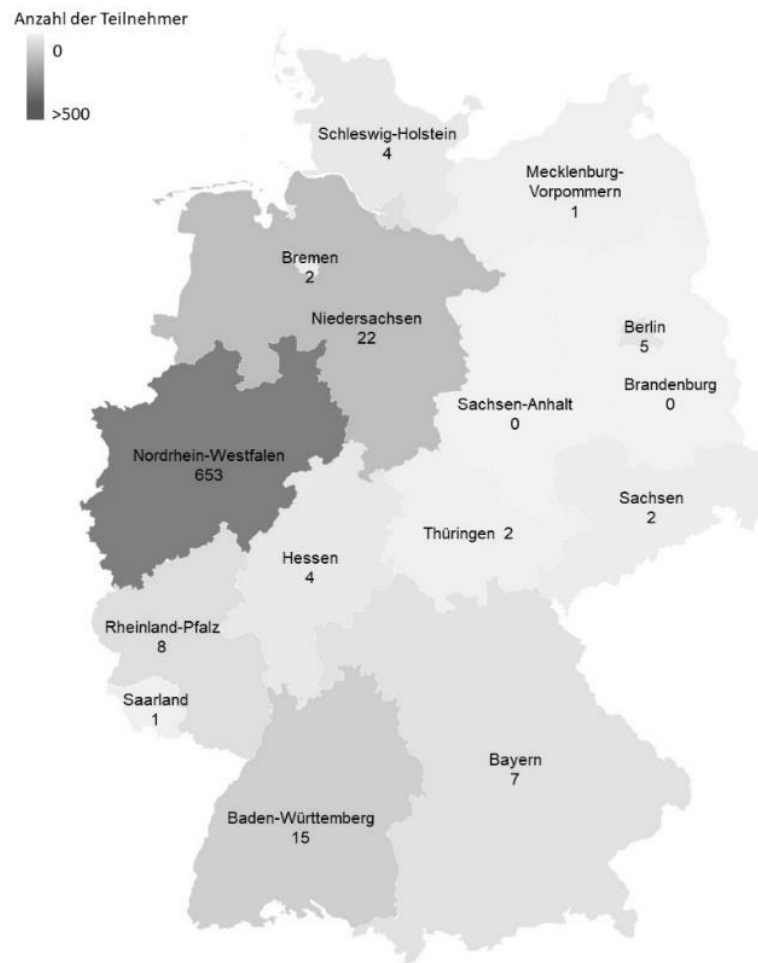 Anzahl der Teilnehmer
0
>500
Schleswig-Holstein
4
Mecklenburg-
Vorpommern
1
Bremen
2
Niedersachsen
22
Berlin
5
Brandenburg
0
Sachsen-Anhalt
0
Nordrhein-Westfalen
653
Sachsen
2
Thüringen 2
Hessen
4
Rheinland-Pfalz
8
Saarland
1
Bayern
7
Baden-Württemberg
15